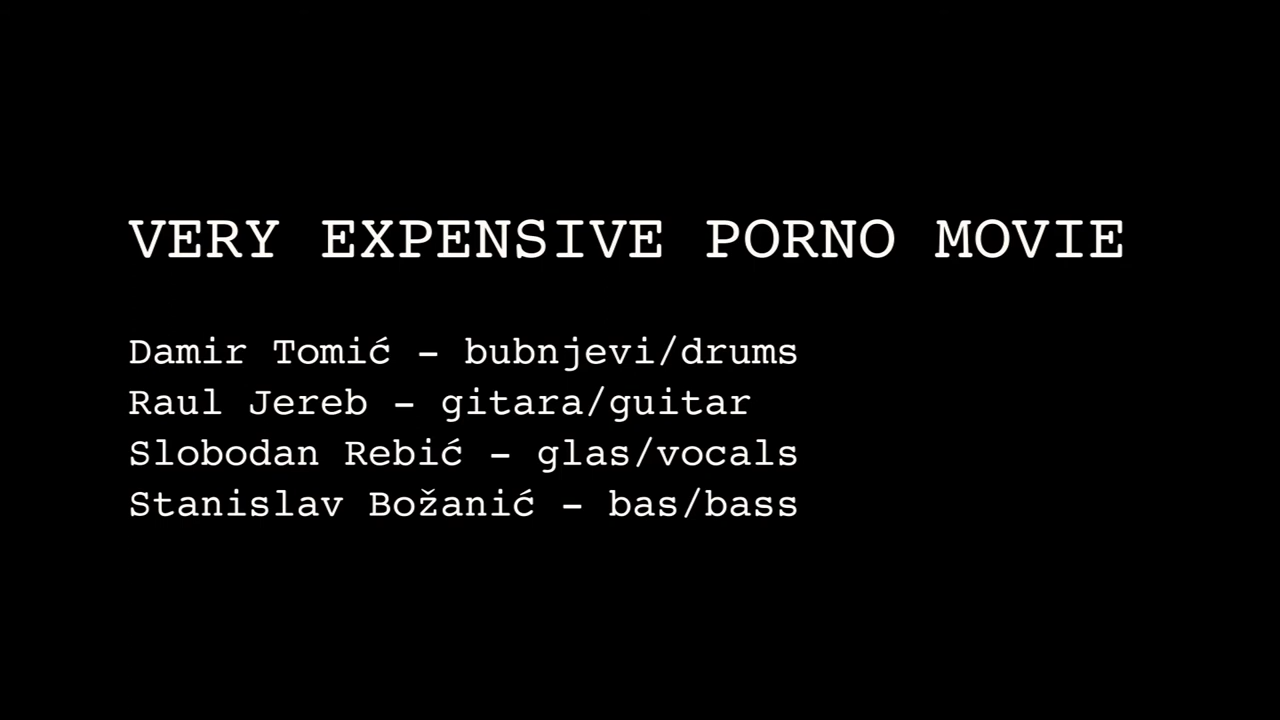 VERY EXPENSIVE PORNO MOVIE
Damir Tomić – bubnjevi/drums
Raul Jereb – gitara/guitar
Slobodan Rebić – glas/vocals
Stanislav Božanić – bas/bass